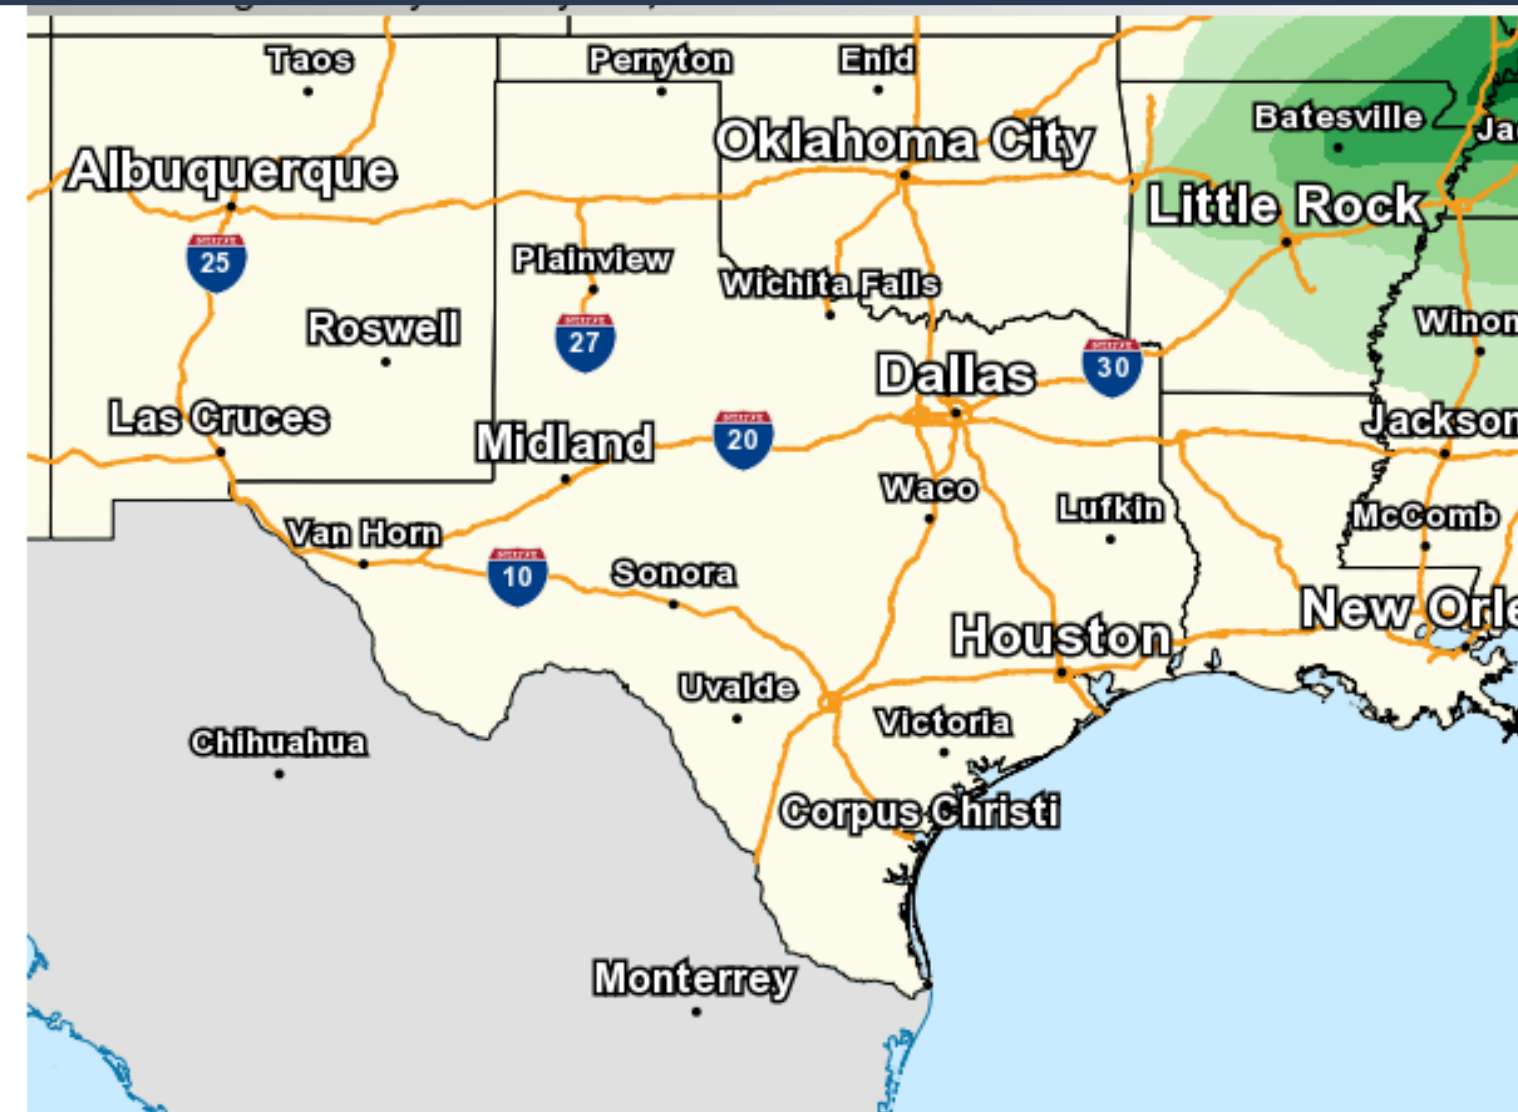 Taos
Perryton
Enid
Batesville
Oklahoma City
Albuquerque
Little Rock
25
Plainview
Wichita Falls
Roswell
27
Winon
Dallas
30
Las Cruces
Midland
20
Jackson
Waco
Lufkin
McComb
Van Horn
10
Sonora
New Orle
Houston
Uvalde
Victoria
Chihuahua
Corpus Christi
Monterrey